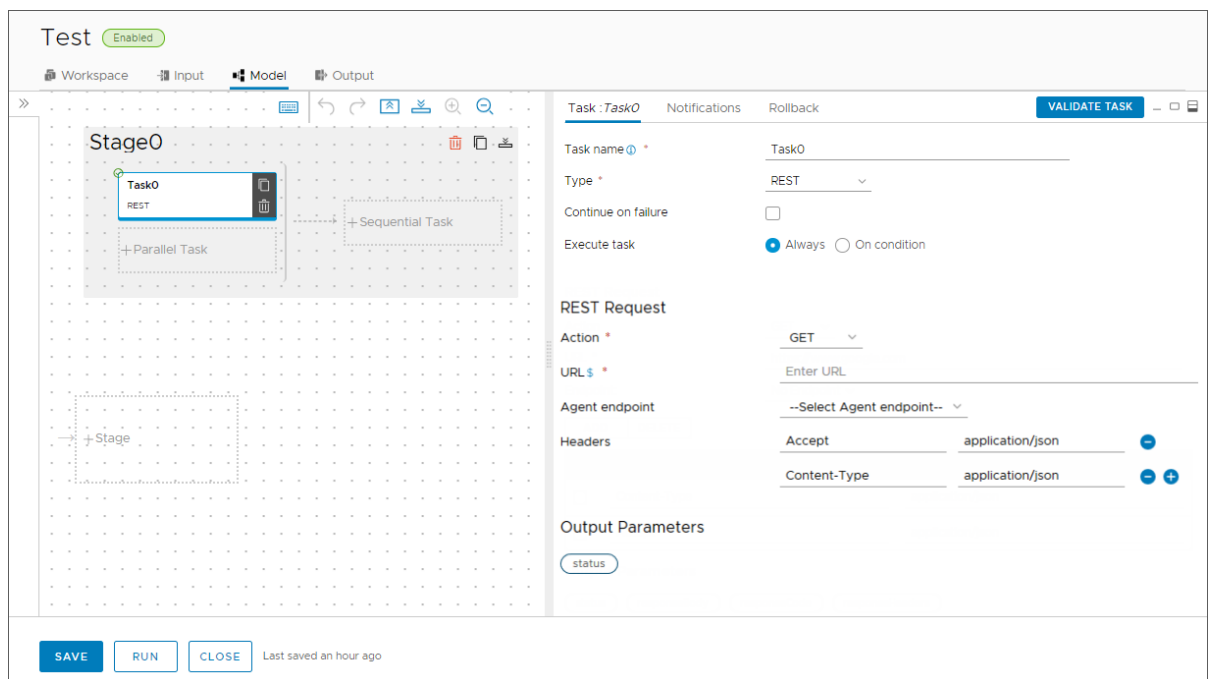 Test Enabled
Workspace Input Model Output
Task : Task0 Notifications Rollback VALIDATE TASK
Stage0
Task0
REST
+ Sequential Task
+ Parallel Task
+ Stage
Task name *
Task0
Type *
REST
Continue on failure
Execute task
Always On condition
REST Request
Action *
GET
URL $ *
Enter URL
Agent endpoint
--Select Agent endpoint--
Headers
Accept application/json
Content-Type application/json
Output Parameters
status
SAVE RUN CLOSE Last saved an hour ago